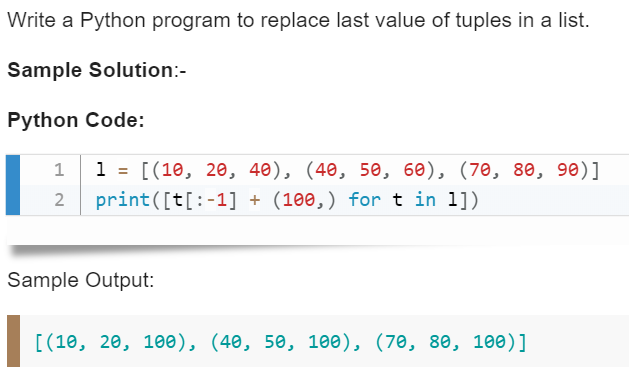 Write a Python program to replace last value of tuples in a list.
Sample Solution:-
Python Code:
1 l = [(10, 20, 40), (40, 50, 60), (70, 80, 90)]
2 print([t[:-1] + (100,) for t in l])
Sample Output:
[(10, 20, 100), (40, 50, 100), (70, 80, 100)]